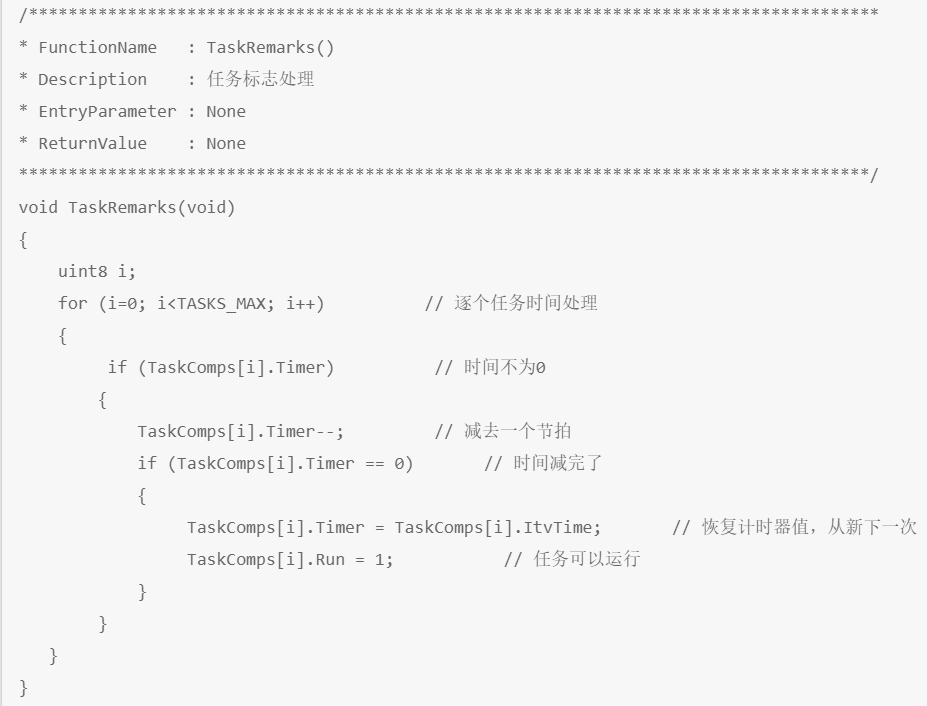 /**************************************************************************************
* FunctionName   : TaskRemarks()
* Description    : 任务标志处理
* EntryParameter : None
* ReturnValue    : None
**************************************************************************************/
void TaskRemarks(void)
{
    uint8 i;
    for (i=0; i<TASKS_MAX; i++)          // 逐个任务时间处理
    {
         if (TaskComps[i].Timer)          // 时间不为0
        {
            TaskComps[i].Timer--;         // 减去一个节拍
            if (TaskComps[i].Timer == 0)       // 时间减完了
            {
                 TaskComps[i].Timer = TaskComps[i].ItvTime;       // 恢复计时器值，从新下一次
                 TaskComps[i].Run = 1;           // 任务可以运行
            }
        }
   }
}